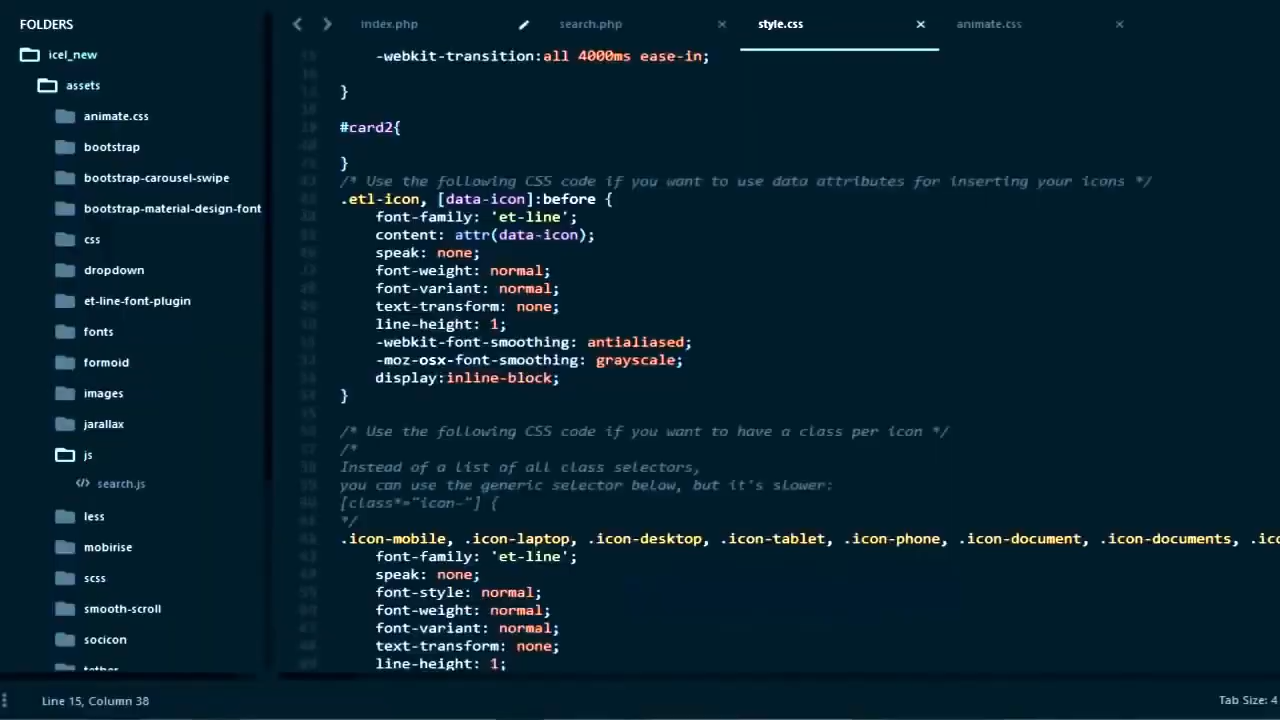 FOLDERS
icel_new
assets
animate.css
bootstrap
bootstrap-carousel-swipe
bootstrap-material-design-font
css
dropdown
et-line-font-plugin
fonts
formoid
images
jarallax
js
search.js
less
mobirise
scss
smooth-scroll
socicon
tether
index.php
search.php
style.css
animate.css
-webkit-transition:all 4000ms ease-in;
}
#card2{
}
/* Use the following CSS code if you want to use data attributes for inserting your icons */
.etl-icon, [data-icon]:before {
font-family: 'et-line';
content: attr(data-icon);
speak: none;
font-weight: normal;
font-variant: normal;
text-transform: none;
line-height: 1;
-webkit-font-smoothing: antialiased;
-moz-osx-font-smoothing: grayscale;
display:inline-block;
}
/* Use the following CSS code if you want to have a class per icon */
/*
Instead of a list of all class selectors,
you can use the generic selector below, but it's slower:
[class*="icon-"] {
*/
.icon-mobile, .icon-laptop, .icon-desktop, .icon-tablet, .icon-phone, .icon-document, .icon-documents, .ico
font-family: 'et-line';
speak: none;
font-style: normal;
font-weight: normal;
font-variant: normal;
text-transform: none;
line-height: 1;
Line 15, Column 38
Tab Size: 4